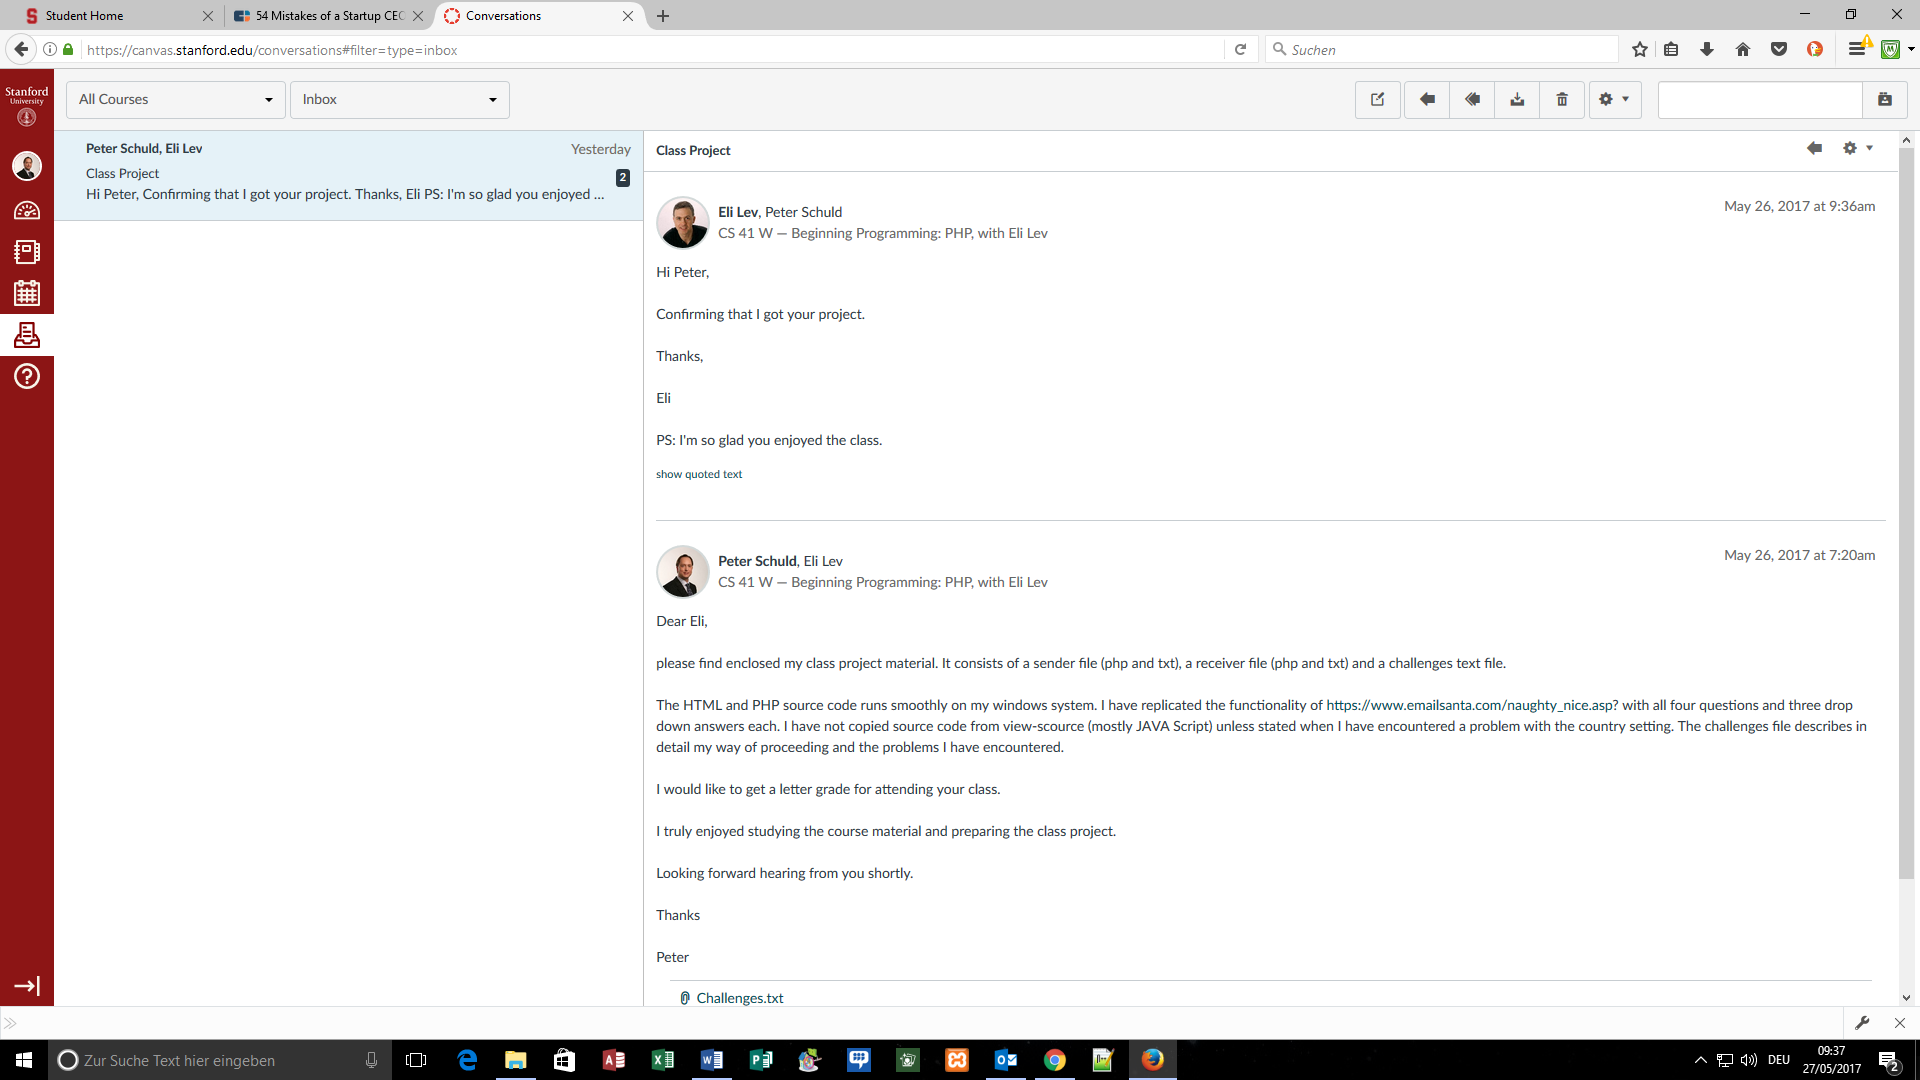 Student Home
54 Mistakes of a Startup CEO
Conversations
https://canvas.stanford.edu/conversations#filter=type=inbox
Suchen
Stanford
University
All Courses
Inbox
Peter Schuld, Eli Lev
Yesterday
Class Project
2
Hi Peter, Confirming that I got your project. Thanks, Eli PS: I'm so glad you enjoyed ...
Class Project
Eli Lev, Peter Schuld
May 26, 2017 at 9:36am
CS 41 W — Beginning Programming: PHP, with Eli Lev
Hi Peter,
Confirming that I got your project.
Thanks,
Eli
PS: I'm so glad you enjoyed the class.
show quoted text
Peter Schuld, Eli Lev
May 26, 2017 at 7:20am
CS 41 W — Beginning Programming: PHP, with Eli Lev
Dear Eli,
please find enclosed my class project material. It consists of a sender file (php and txt), a receiver file (php and txt) and a challenges text file.
The HTML and PHP source code runs smoothly on my windows system. I have replicated the functionality of https://www.emailsanta.com/naughty_nice.asp? with all four questions and three drop
down answers each. I have not copied source code from view-scource (mostly JAVA Script) unless stated when I have encountered a problem with the country setting. The challenges file describes in
detail my way of proceeding and the problems I have encountered.
I would like to get a letter grade for attending your class.
I truly enjoyed studying the course material and preparing the class project.
Looking forward hearing from you shortly.
Thanks
Peter
Challenges.txt
Zur Suche Text hier eingeben
DEU
09:37
27/05/2017
2